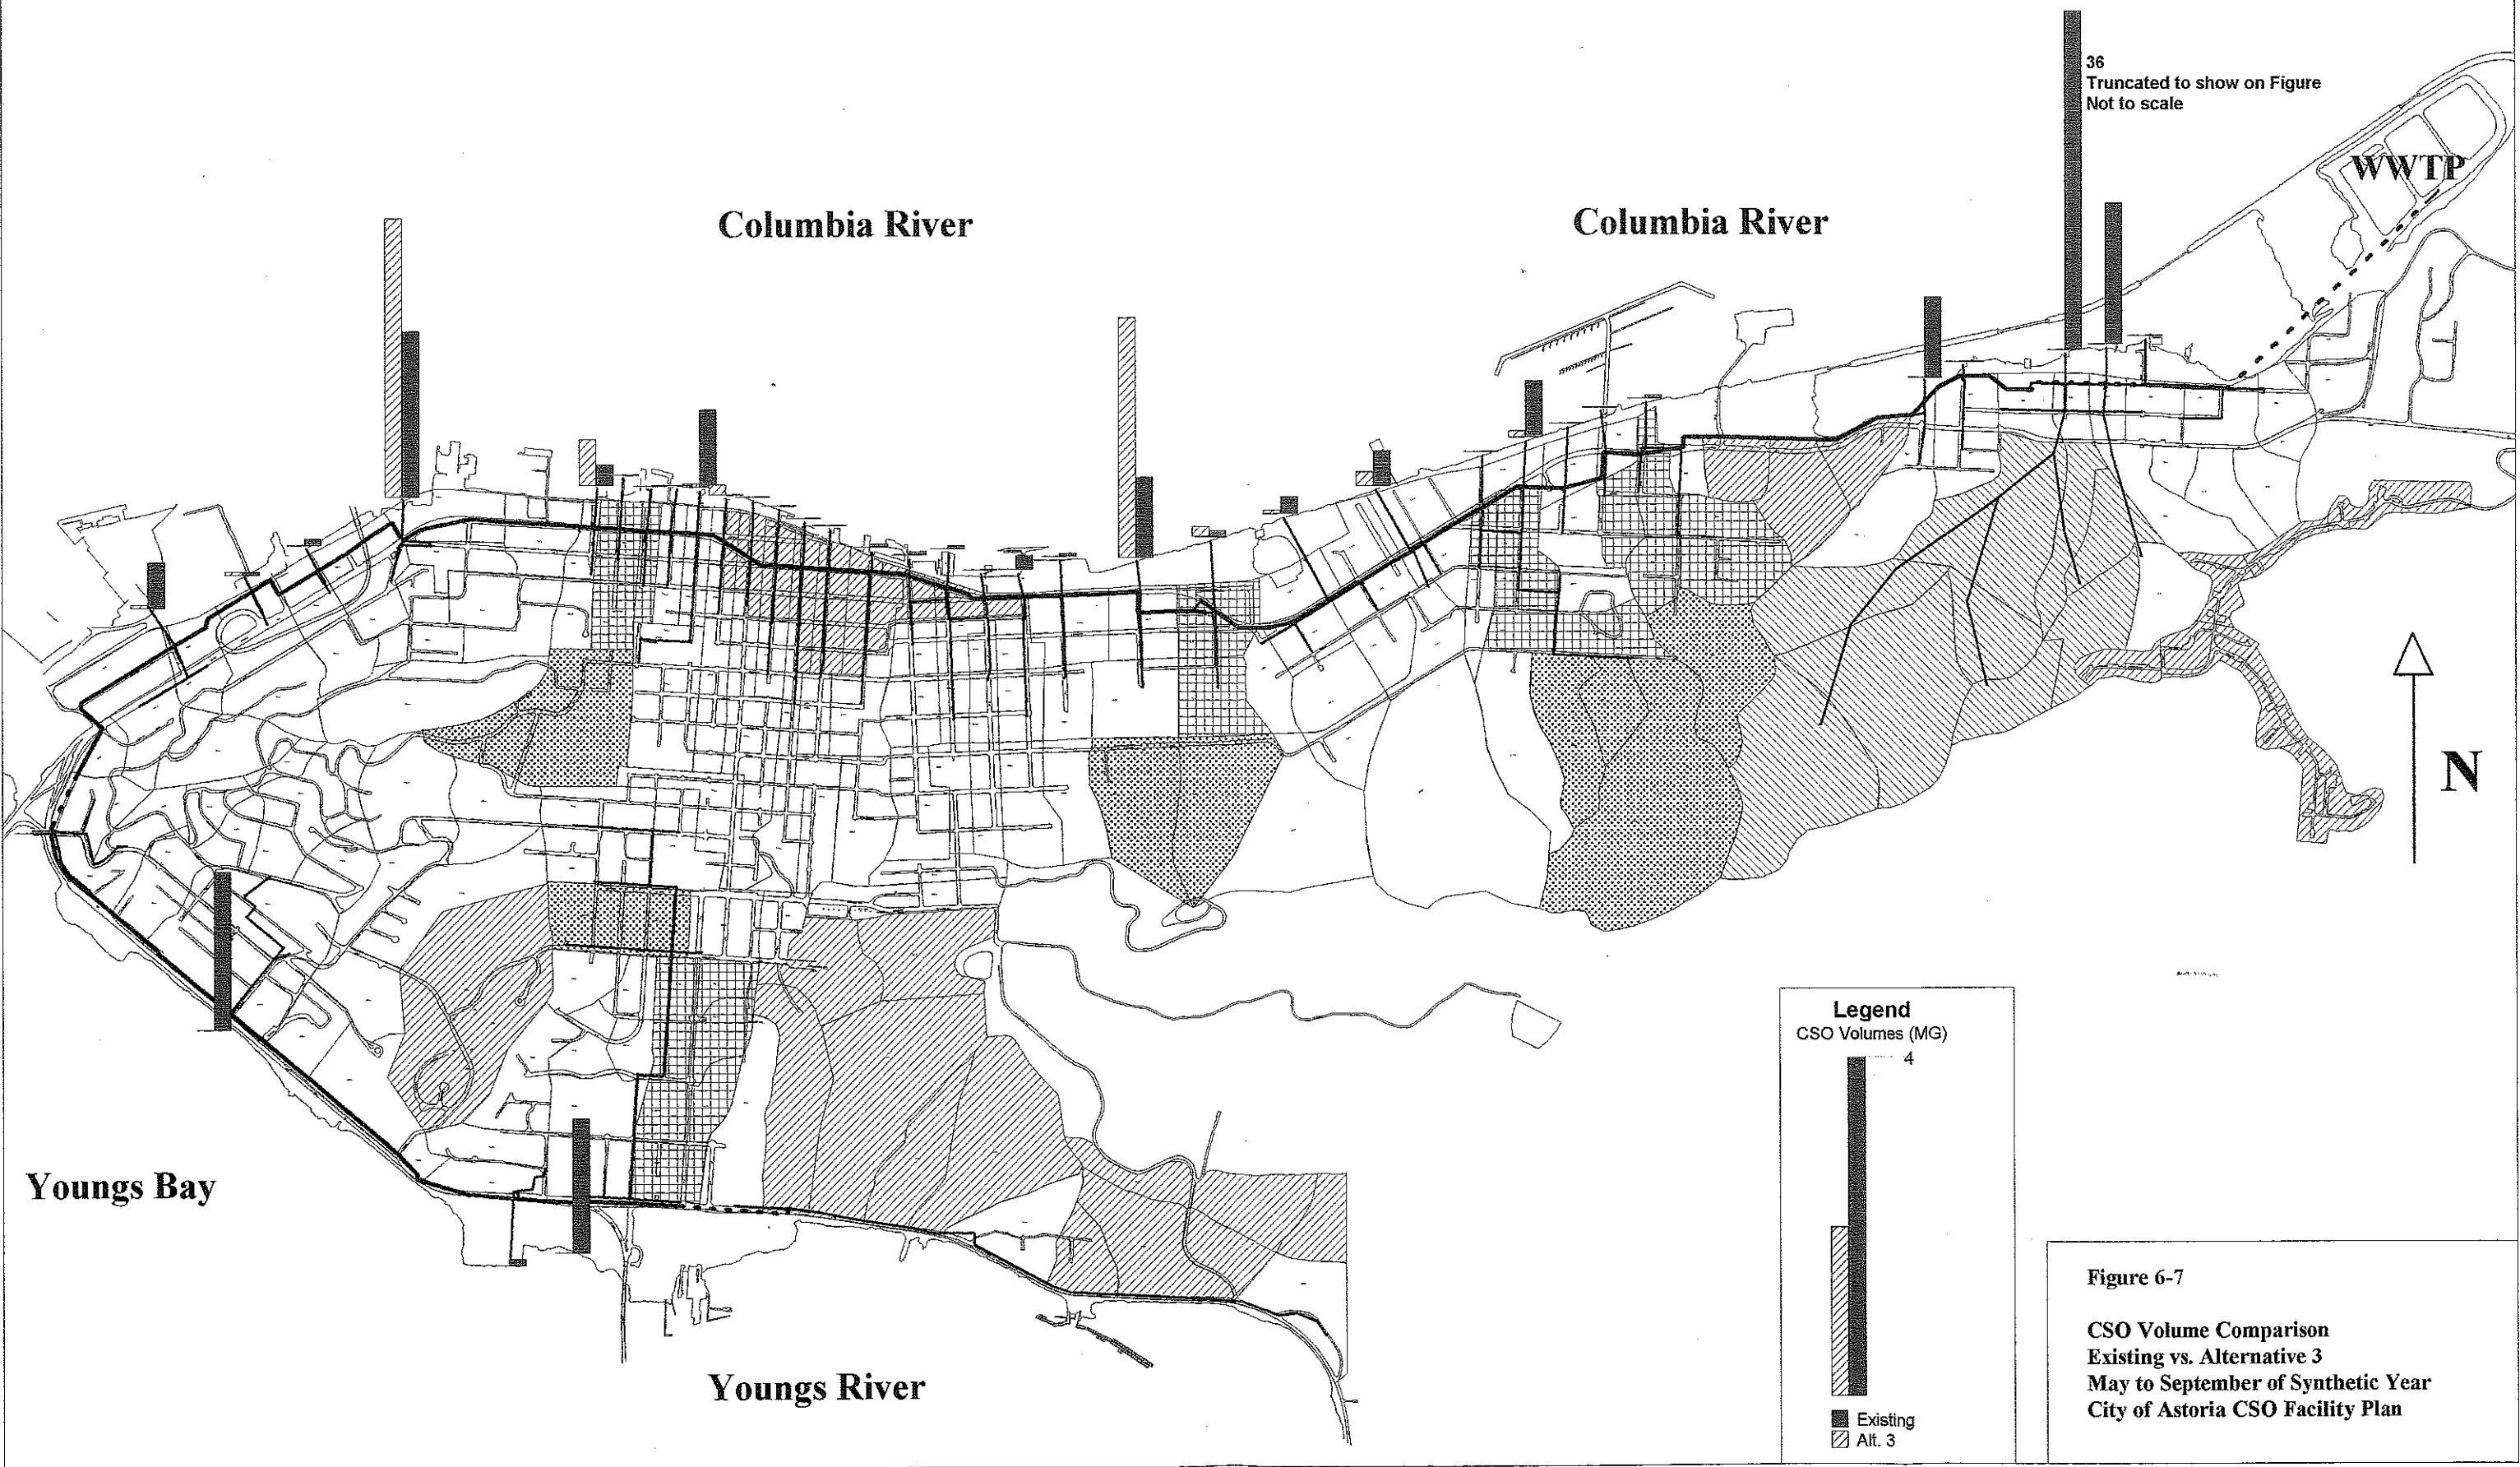 36
Truncated to show on Figure
Not to scale
WWTP
Columbia River
Columbia River
N
Legend
CSO Volumes (MG)
4
Existing
Alt. 3
Youngs Bay
Youngs River
Figure 6-7
CSO Volume Comparison
Existing vs. Alternative 3
May to September of Synthetic Year
City of Astoria CSO Facility Plan